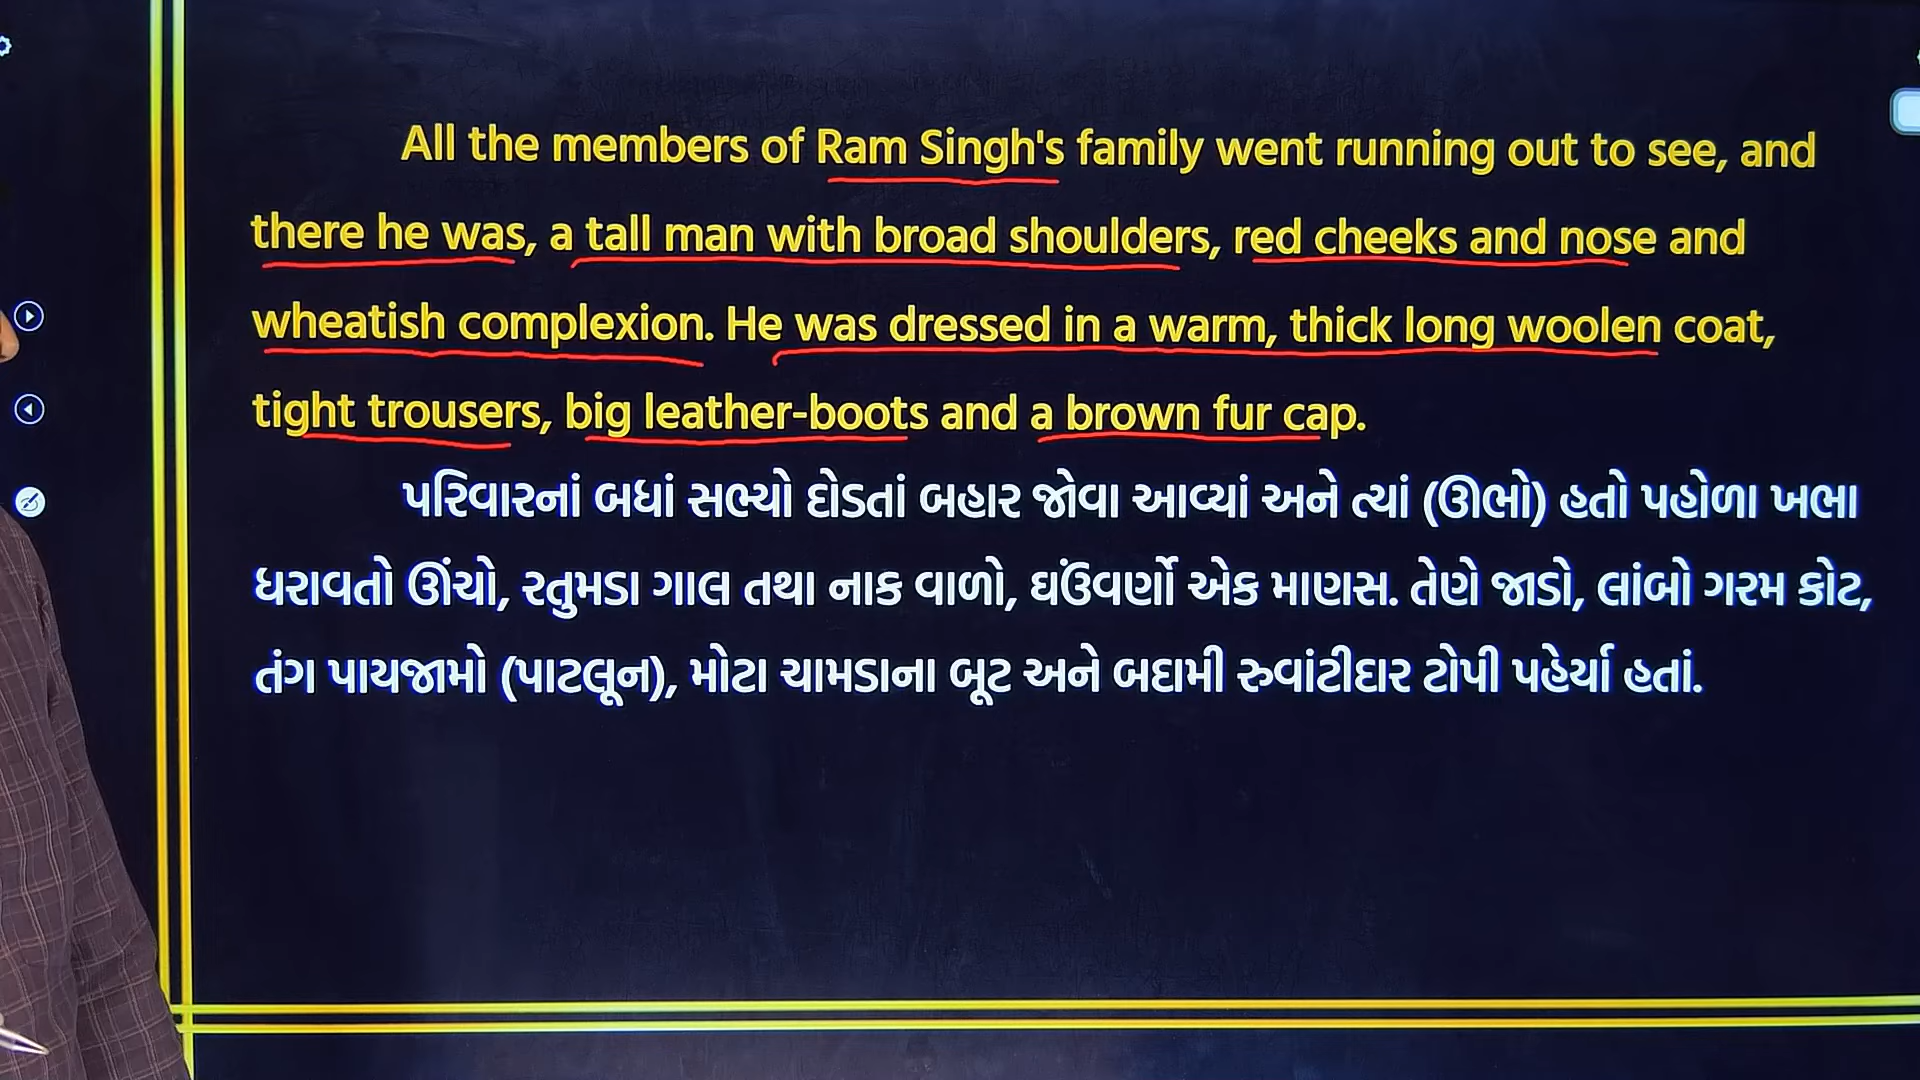 All the members of Ram Singh's family went running out to see, and
there he was, a tall man with broad shoulders, red cheeks and nose and
wheatish complexion. He was dressed in a warm, thick long woolen coat,
tight trousers, big leather-boots and a brown fur cap.
પરિવારનાં બધાં સભ્યો દોડતાં બહાર જોવા આવ્યાં અને ત્યાં (ઊભો) હતો પહોળા ખભા
ધરાવતો ઊંચો, રતુમડા ગાલ તથા નાક વાળો, ઘઉંવર્ણો એક માણસ. તેણે જાડો, લાંબો ગરમ કોટ,
તંગ પાયજામો (પાટલૂન), મોટા ચામડાના બૂટ અને બદામી રુવાંટીદાર ટોપી પહેર્યા હતાં.